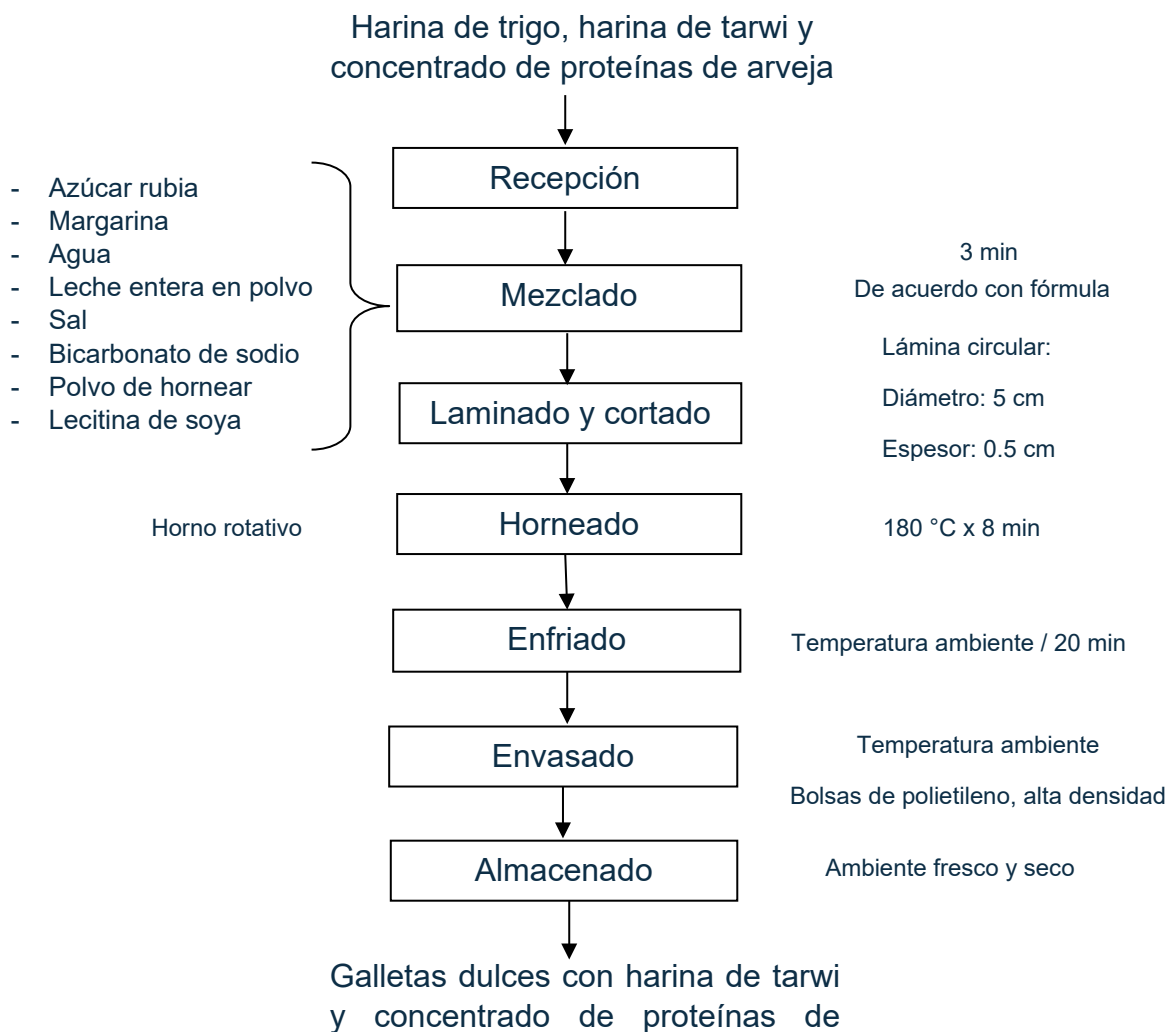 Harina de trigo, harina de tarwi y
concentrado de proteínas de arveja
Recepción
- Azúcar rubia
- Margarina
- Agua
- Leche entera en polvo
- Sal
- Bicarbonato de sodio
- Polvo de hornear
- Lecitina de soya
Mezclado
3 min
De acuerdo con fórmula
Laminado y cortado
Lámina circular:
Diámetro: 5 cm
Espesor: 0.5 cm
Horno rotativo
Horneado
180 °C x 8 min
Enfriado
Temperatura ambiente / 20 min
Envasado
Temperatura ambiente
Bolsas de polietileno, alta densidad
Almacenado
Ambiente fresco y seco
Galletas dulces con harina de tarwi
y concentrado de proteínas de